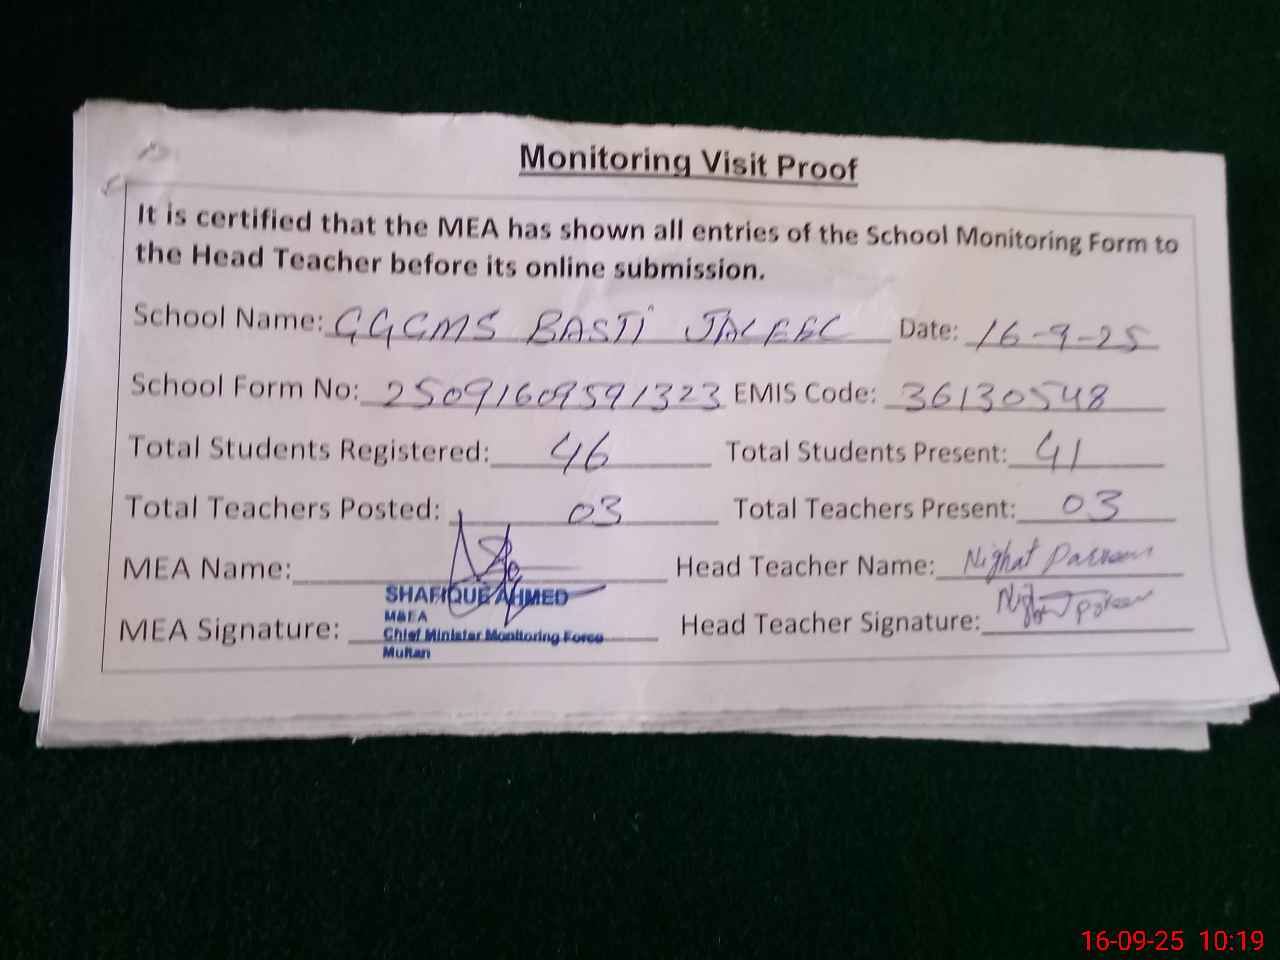 Monitoring Visit Proof
It is certified that the MEA has shown all entries of the School Monitoring Form to
the Head Teacher before its online submission.
School Name: GGCMS BASTI JALEEL Date: 16-9-25
School Form No: 25091609591323 EMIS Code: 36130548
Total Students Registered: 46 Total Students Present: 41
Total Teachers Posted: 03 Total Teachers Present: 03
MEA Name: Head Teacher Name: Nighat Parveen
SHAFIQUE AHMED
M&EA
MEA Signature: Chief Minister Monitoring Force Head Teacher Signature:
Multan
16-09-25 10:19